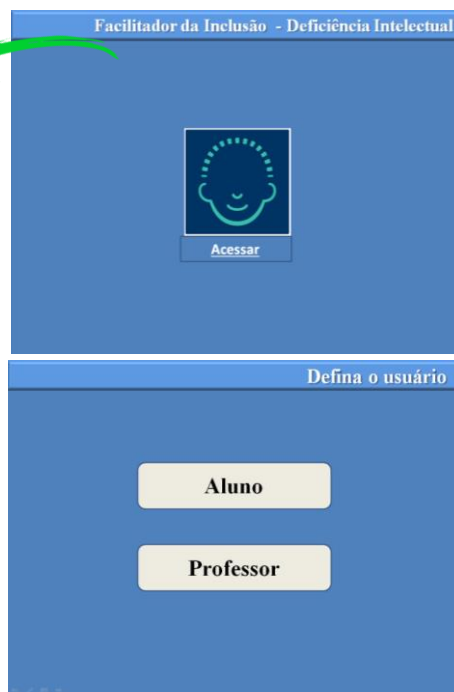 Facilitador da Inclusão - Deficiência Intelectual
Acessar
Defina o usuário
Aluno
Professor